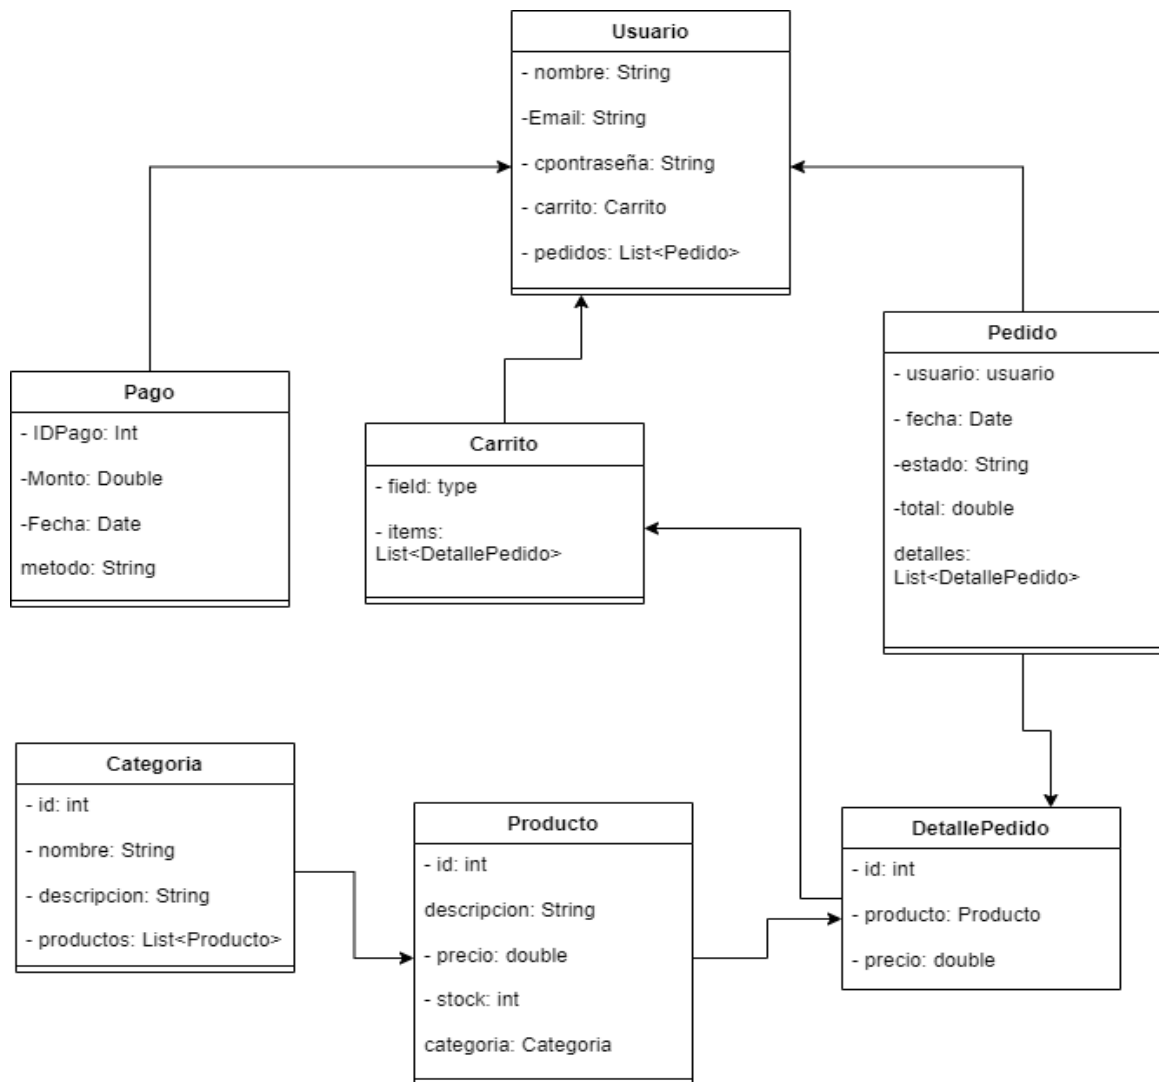 Usuario
- nombre: String
-Email: String
- cpontraseña: String
- carrito: Carrito
- pedidos: List<Pedido>
Pago
- IDPago: Int
-Monto: Double
-Fecha: Date
metodo: String
Carrito
- field: type
- items:
List<DetallePedido>
Pedido
- usuario: usuario
- fecha: Date
-estado: String
-total: double
detalles:
List<DetallePedido>
Categoria
- id: int
- nombre: String
- descripcion: String
- productos: List<Producto>
Producto
- id: int
descripcion: String
- precio: double
- stock: int
categoria: Categoria
DetallePedido
- id: int
- producto: Producto
- precio: double